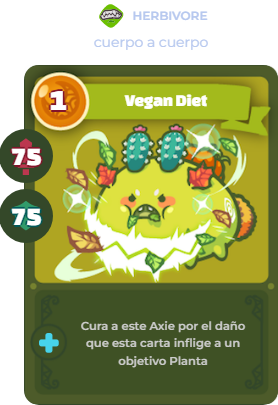 HERBIVORE
cuerpo a cuerpo
1
Vegan Diet
75
75
Cura a este Axie por el daño
que esta carta inflige a un
objetivo Planta